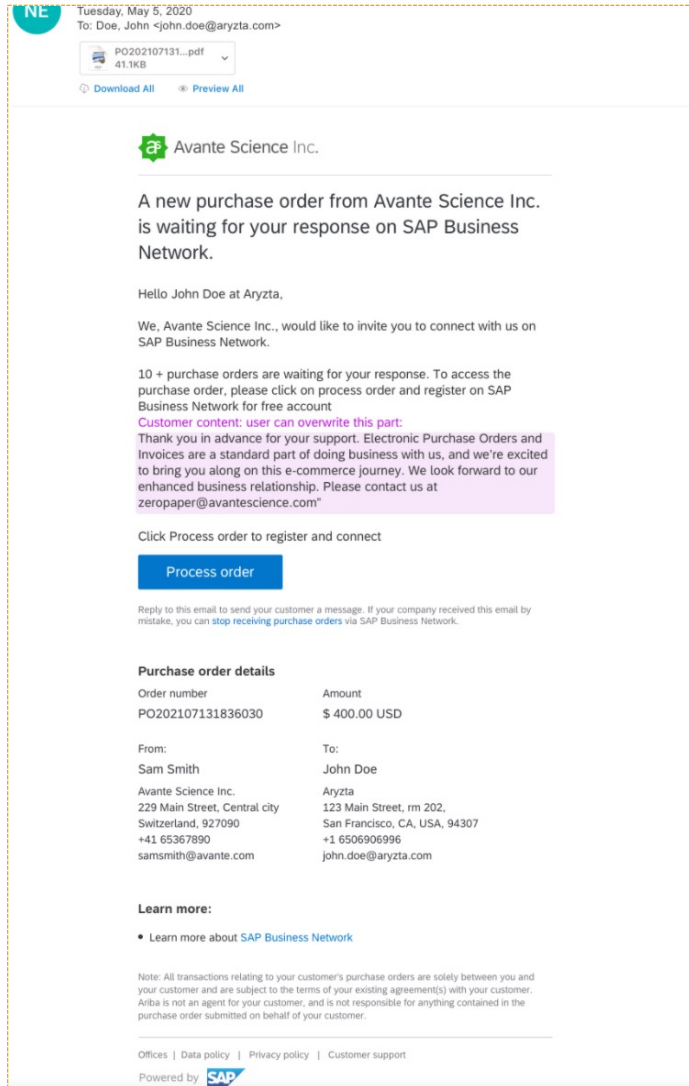 NE
Tuesday, May 5, 2020
To: Doe, John <john.doe@aryzta.com>
PO202107131...pdf
41.1KB
Download All Preview All
as Avante Science Inc.
A new purchase order from Avante Science Inc.
is waiting for your response on SAP Business
Network.
Hello John Doe at Aryzta,
We, Avante Science Inc., would like to invite you to connect with us on
SAP Business Network.
10 + purchase orders are waiting for your response. To access the
purchase order, please click on process order and register on SAP
Business Network for free account
Customer content: user can overwrite this part:
Thank you in advance for your support. Electronic Purchase Orders and
Invoices are a standard part of doing business with us, and we're excited
to bring you along on this e-commerce journey. We look forward to our
enhanced business relationship. Please contact us at
zeropaper@avantescience.com"
Click Process order to register and connect
Process order
Reply to this email to send your customer a message. If your company received this email by
mistake, you can stop receiving purchase orders via SAP Business Network.
Purchase order details
Order number Amount
PO202107131836030 $ 400.00 USD
From: To:
Sam Smith John Doe
Avante Science Inc. Aryzta
229 Main Street, Central city 123 Main Street, rm 202,
Switzerland, 927090 San Francisco, CA, USA, 94307
+41 65367890 +1 6506906996
samsmith@avante.com john.doe@aryzta.com
Learn more:
• Learn more about SAP Business Network
Note: All transactions relating to your customer's purchase orders are solely between you and
your customer and are subject to the terms of your existing agreement(s) with your customer.
Ariba is not an agent for your customer, and is not responsible for anything contained in the
purchase order submitted on behalf of your customer.
Offices | Data policy | Privacy policy | Customer support
Powered by SAP